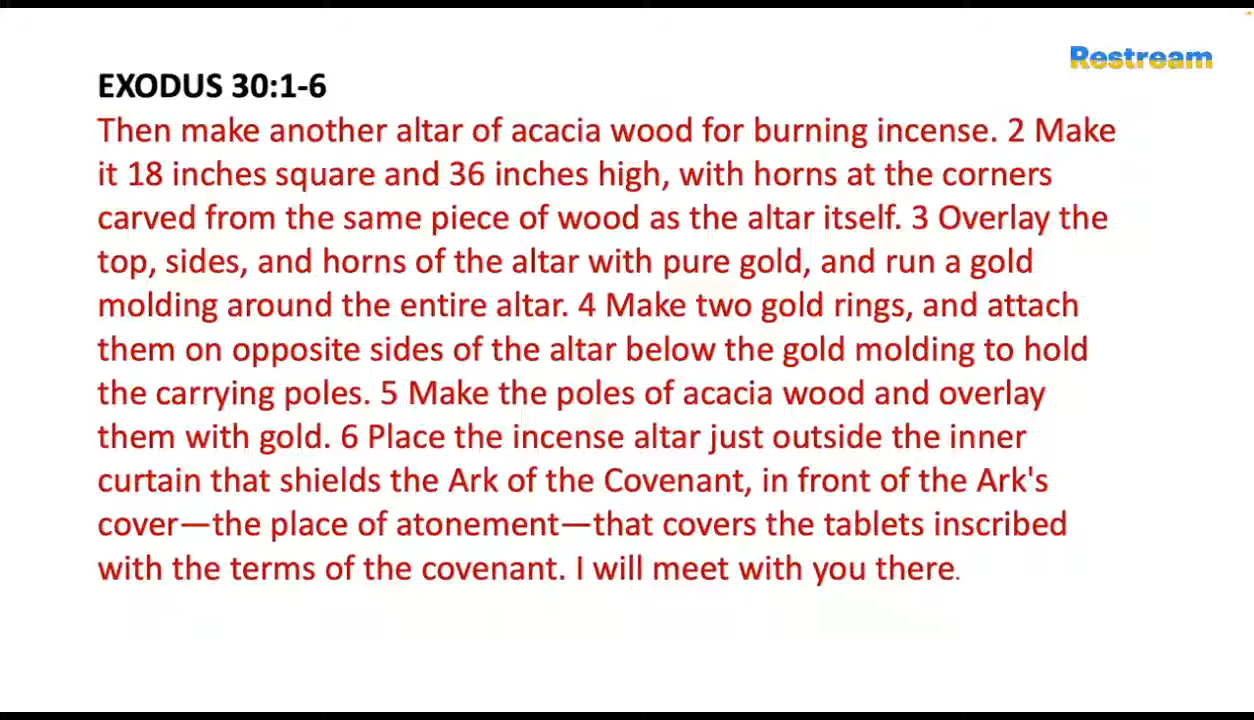 Restream
EXODUS 30:1-6
Then make another altar of acacia wood for burning incense. 2 Make
it 18 inches square and 36 inches high, with horns at the corners
carved from the same piece of wood as the altar itself. 3 Overlay the
top, sides, and horns of the altar with pure gold, and run a gold
molding around the entire altar. 4 Make two gold rings, and attach
them on opposite sides of the altar below the gold molding to hold
the carrying poles. 5 Make the poles of acacia wood and overlay
them with gold. 6 Place the incense altar just outside the inner
curtain that shields the Ark of the Covenant, in front of the Ark's
cover—the place of atonement—that covers the tablets inscribed
with the terms of the covenant. I will meet with you there.